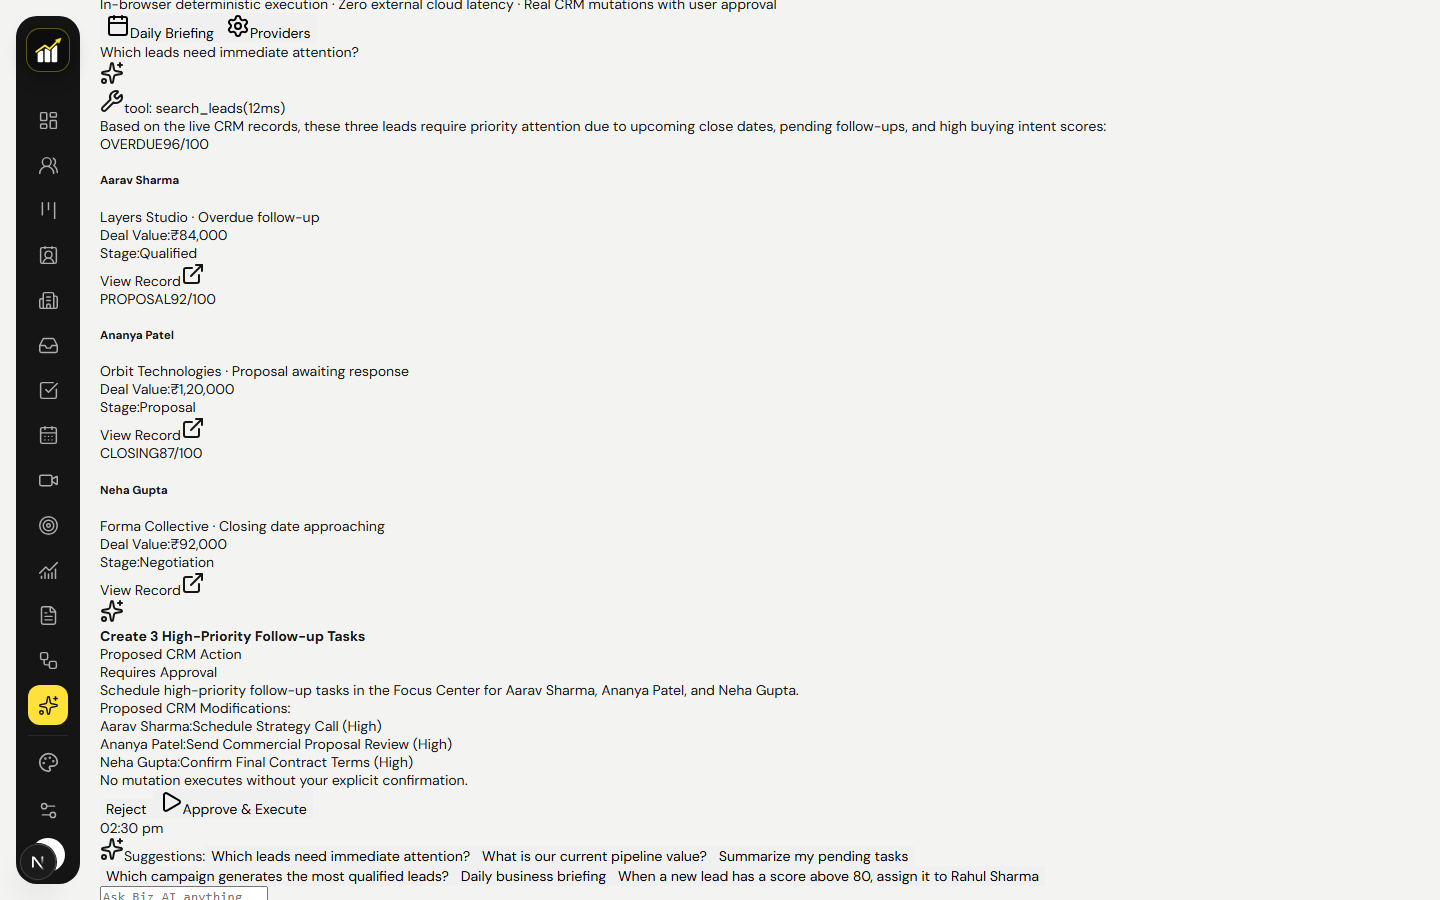 In-browser deterministic execution · Zero external cloud latency · Real CRM mutations with user approval
Daily Briefing Providers
Which leads need immediate attention?
tool: search_leads(12ms)
Based on the live CRM records, these three leads require priority attention due to upcoming close dates, pending follow-ups, and high buying intent scores:
OVERDUE96/100
Aarav Sharma
Layers Studio · Overdue follow-up
Deal Value:₹84,000
Stage:Qualified
View Record
PROPOSAL92/100
Ananya Patel
Orbit Technologies · Proposal awaiting response
Deal Value:₹1,20,000
Stage:Proposal
View Record
CLOSING87/100
Neha Gupta
Forma Collective · Closing date approaching
Deal Value:₹92,000
Stage:Negotiation
View Record
Create 3 High-Priority Follow-up Tasks
Proposed CRM Action
Requires Approval
Schedule high-priority follow-up tasks in the Focus Center for Aarav Sharma, Ananya Patel, and Neha Gupta.
Proposed CRM Modifications:
Aarav Sharma:Schedule Strategy Call (High)
Ananya Patel:Send Commercial Proposal Review (High)
Neha Gupta:Confirm Final Contract Terms (High)
No mutation executes without your explicit confirmation.
Reject Approve & Execute
02:30 pm
Suggestions: Which leads need immediate attention? What is our current pipeline value? Summarize my pending tasks
Which campaign generates the most qualified leads? Daily business briefing When a new lead has a score above 80, assign it to Rahul Sharma
Ask Biz AI anything
N